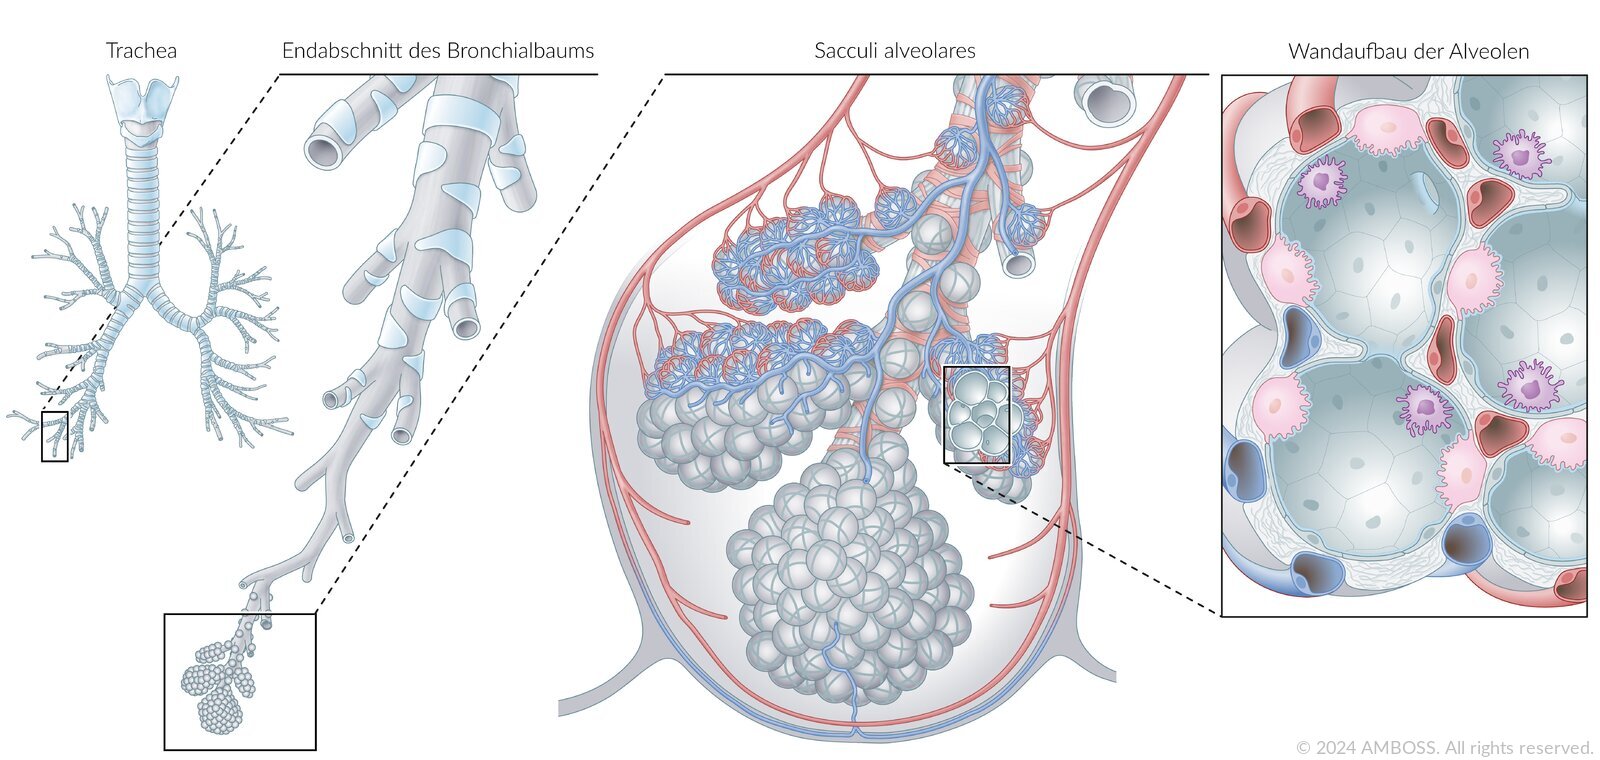 Trachea
Endabschnitt des Bronchialbaums
Sacculi alveolares
Wandaufbau der Alveolen
© 2024 AMBOSS. All rights reserved.